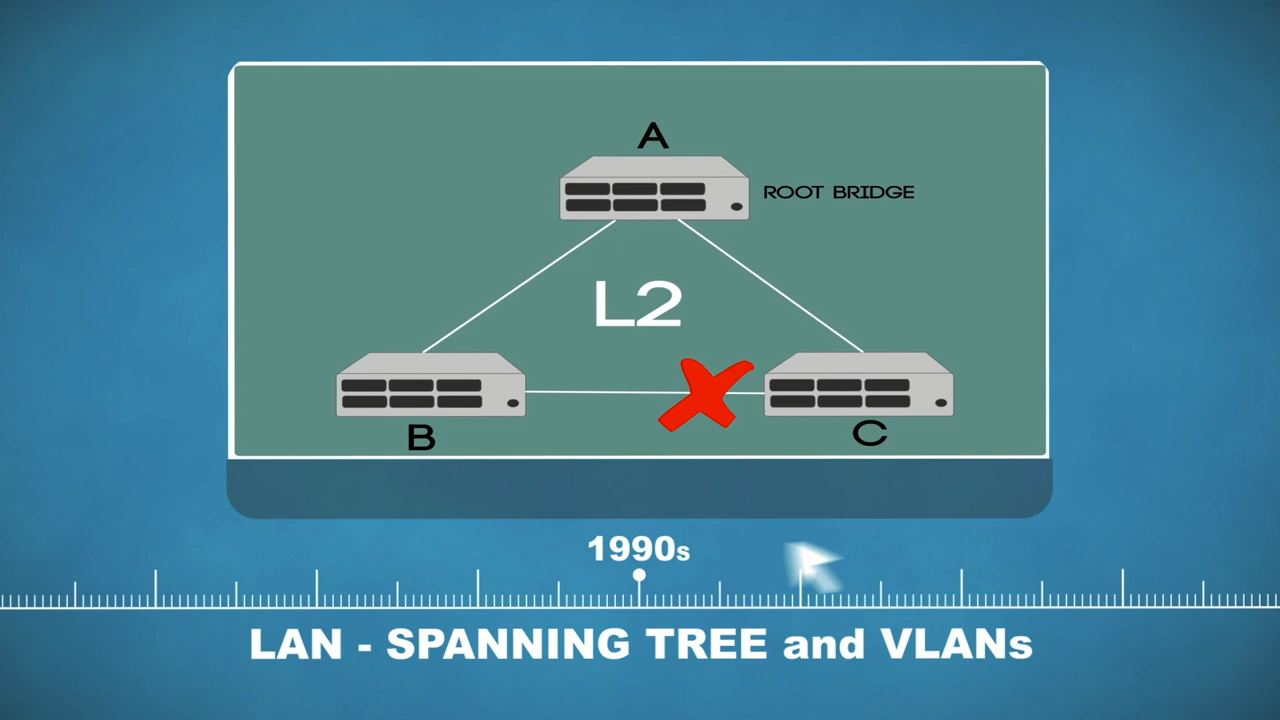 A
ROOT BRIDGE
L2
B
C
1990s
LAN - SPANNING TREE and VLANs